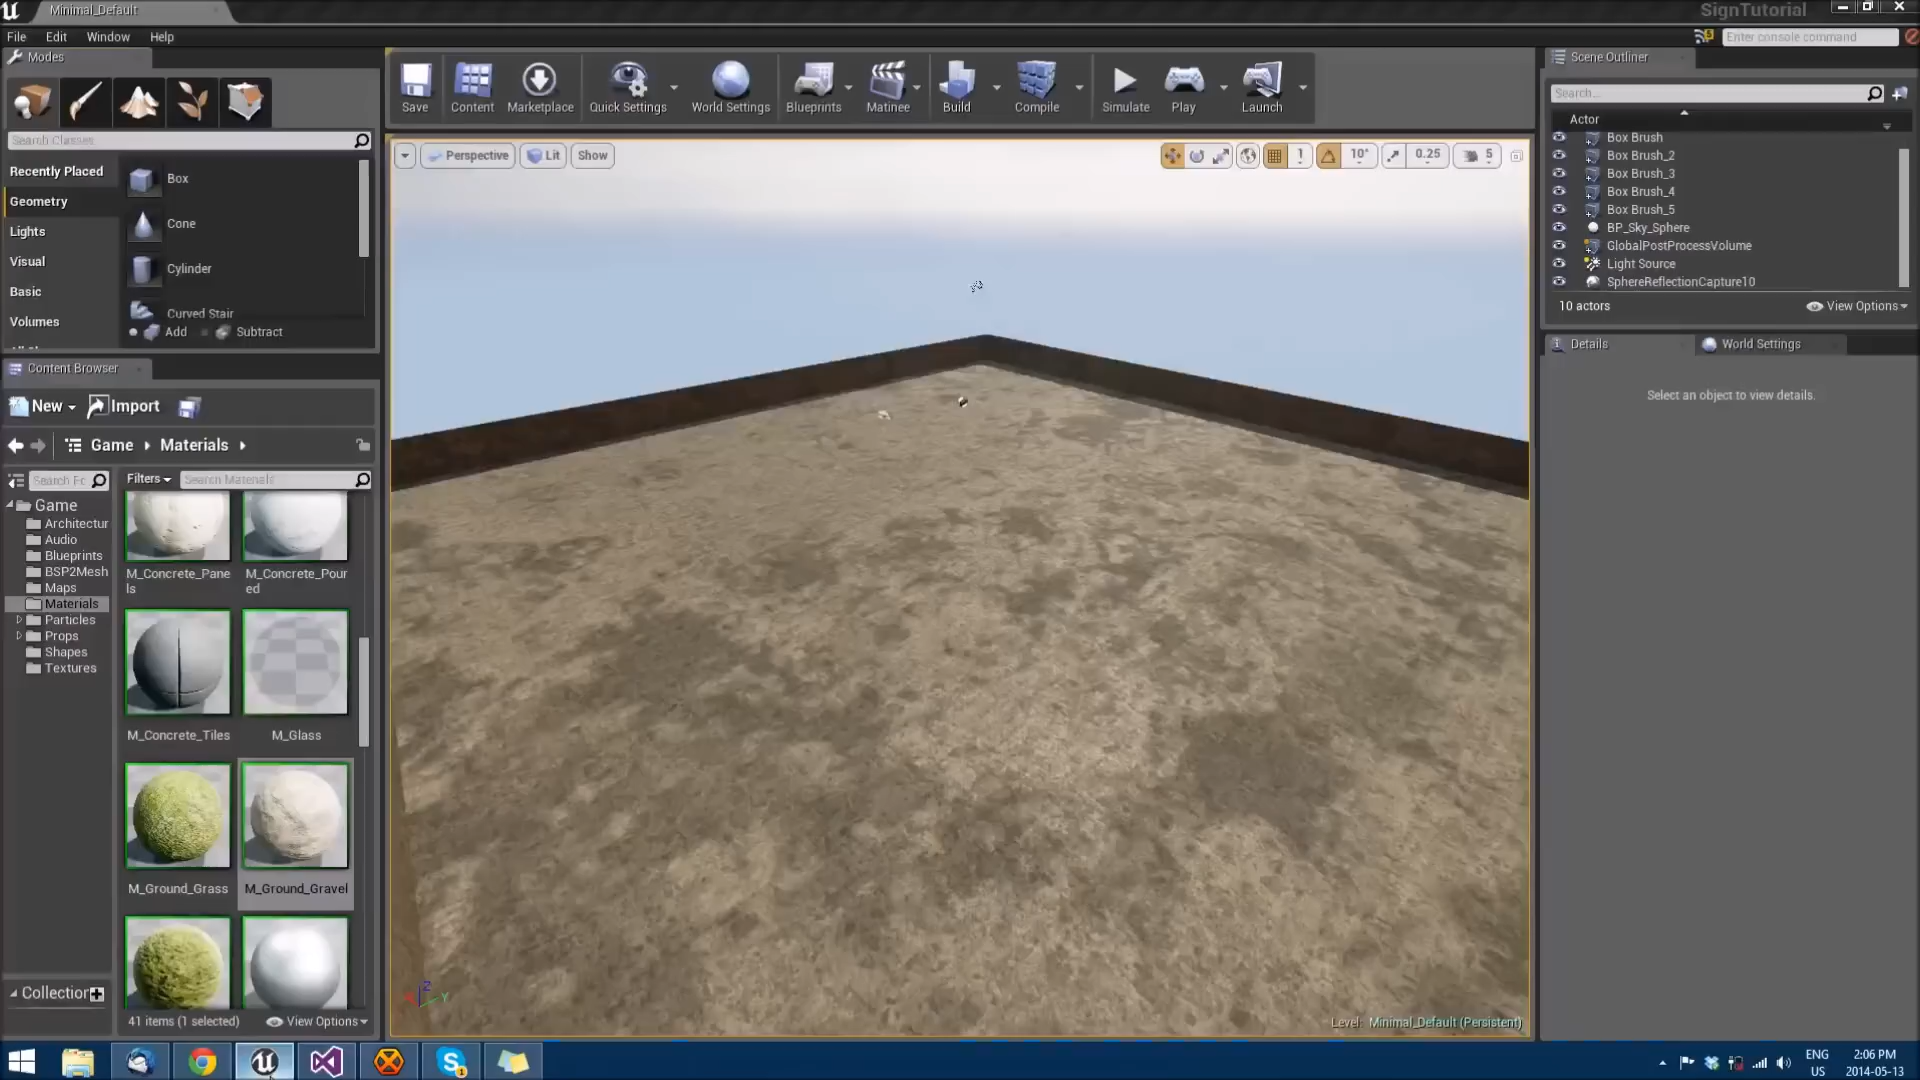 Minimal_Default
SignTutorial
File Edit Window Help
Enter console command
Modes
Save
Content
Marketplace
Quick Settings
World Settings
Blueprints
Matinee
Build
Compile
Simulate
Play
Launch
Scene Outliner
Search...
Search Classes
Actor
Box Brush
Box Brush_2
Box Brush_3
Box Brush_4
Box Brush_5
BP_Sky_Sphere
GlobalPostProcessVolume
Light Source
SphereReflectionCapture10
10 actors
View Options
Recently Placed
Geometry
Lights
Visual
Basic
Volumes
Box
Cone
Cylinder
Curved Stair
Add Subtract
Perspective Lit Show
1 10° 0.25 5
Details
World Settings
Select an object to view details.
Content Browser
New Import
Game Materials
Search Fc
Filters
Search Materials
Game
Architectur
Audio
Blueprints
BSP2Mesh
Maps
Materials
Particles
Props
Shapes
Textures
M_Concrete_Pane
ls
M_Concrete_Pour
ed
M_Concrete_Tiles
M_Glass
M_Ground_Grass
M_Ground_Gravel
Collection
41 items (1 selected)
View Options
Z
Y
Level: Minimal_Default (Persistent)
ENG
US
2:06 PM
2014-05-13